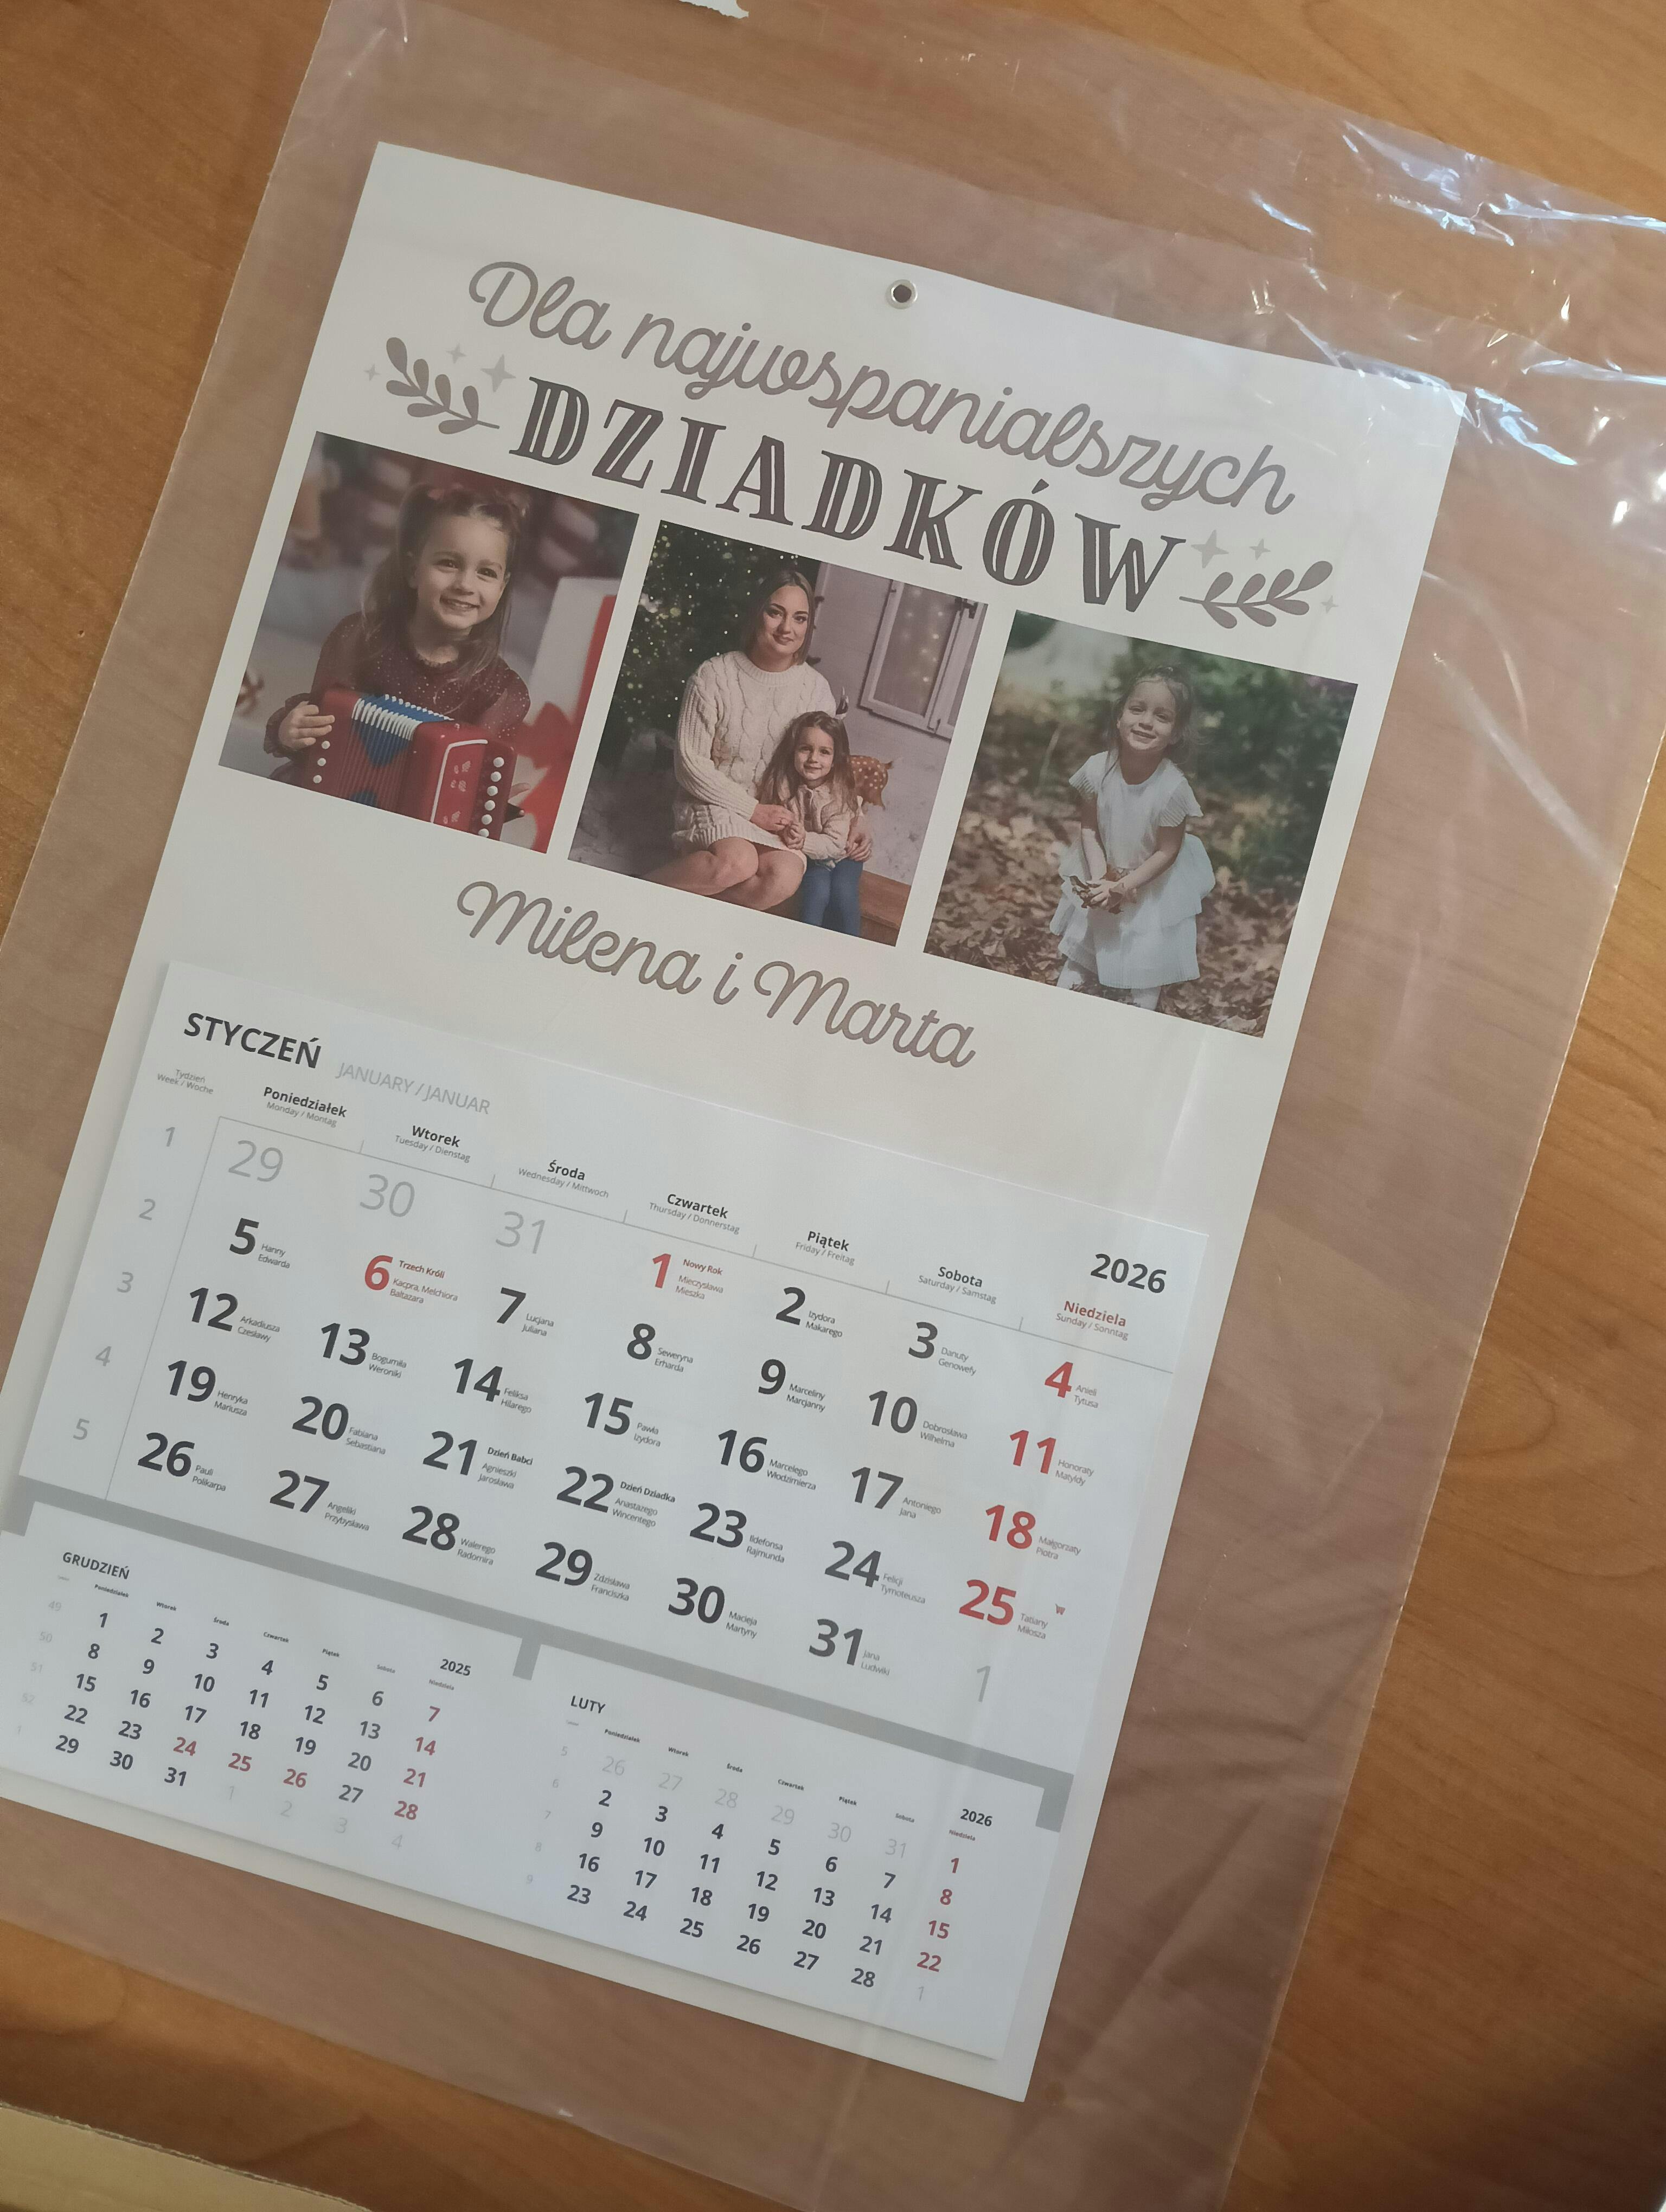 Dla najwspanialszych
DZIADKÓW
Milena i Marta
STYCZEŃ JANUARY / JANUAR 2026
Tydzień Poniedziałek Wtorek Środa Czwartek Piątek Sobota Niedziela
Week / Woche Monday / Montag Tuesday / Dienstag Wednesday / Mittwoch Thursday / Donnerstag Friday / Freitag Saturday / Samstag Sunday / Sonntag
1 29 30 31 1 Nowy Rok Mieczysława Mieszka 2 Izydora Makarego 3 Danuty Genowefy 4 Anieli Tytusa
2 5 Hanny Edwarda 6 Trzech Króli Kacpra, Melchiora Baltazara 7 Lucjana Juliana 8 Seweryna Erharda 9 Marceliny Marcjanny 10 Dobrosława Wilhelma 11 Honoraty Matyldy
3 12 Arkadiusza Czesławy 13 Bogumiła Weroniki 14 Feliksa Hilarego 15 Pawła Izydora 16 Marcelego Włodzimierza 17 Antoniego Jana 18 Małgorzaty Piotra
4 19 Henryka Mariusza 20 Fabiana Sebastiana 21 Dzień Babci Agnieszki Jarosława 22 Dzień Dziadka Anastazego Wincentego 23 Ildefonsa Rajmunda 24 Felicji Tymoteusza 25 Tatiany Miłosza
5 26 Pauli Polikarpa 27 Angeliki Przybysława 28 Walerego Radomira 29 Zdzisława Franciszka 30 Macieja Martyny 31 Jana Ludwiki 1
GRUDZIEŃ 2025
Poniedziałek Wtorek Środa Czwartek Piątek Sobota Niedziela
49 1 2 3 4 5 6 7
50 8 9 10 11 12 13 14
51 15 16 17 18 19 20 21
52 22 23 24 25 26 27 28
1 29 30 31 1 2 3 4
LUTY 2026
Poniedziałek Wtorek Środa Czwartek Piątek Sobota Niedziela
5 26 27 28 29 30 31 1
6 2 3 4 5 6 7 8
7 9 10 11 12 13 14 15
8 16 17 18 19 20 21 22
9 23 24 25 26 27 28 1